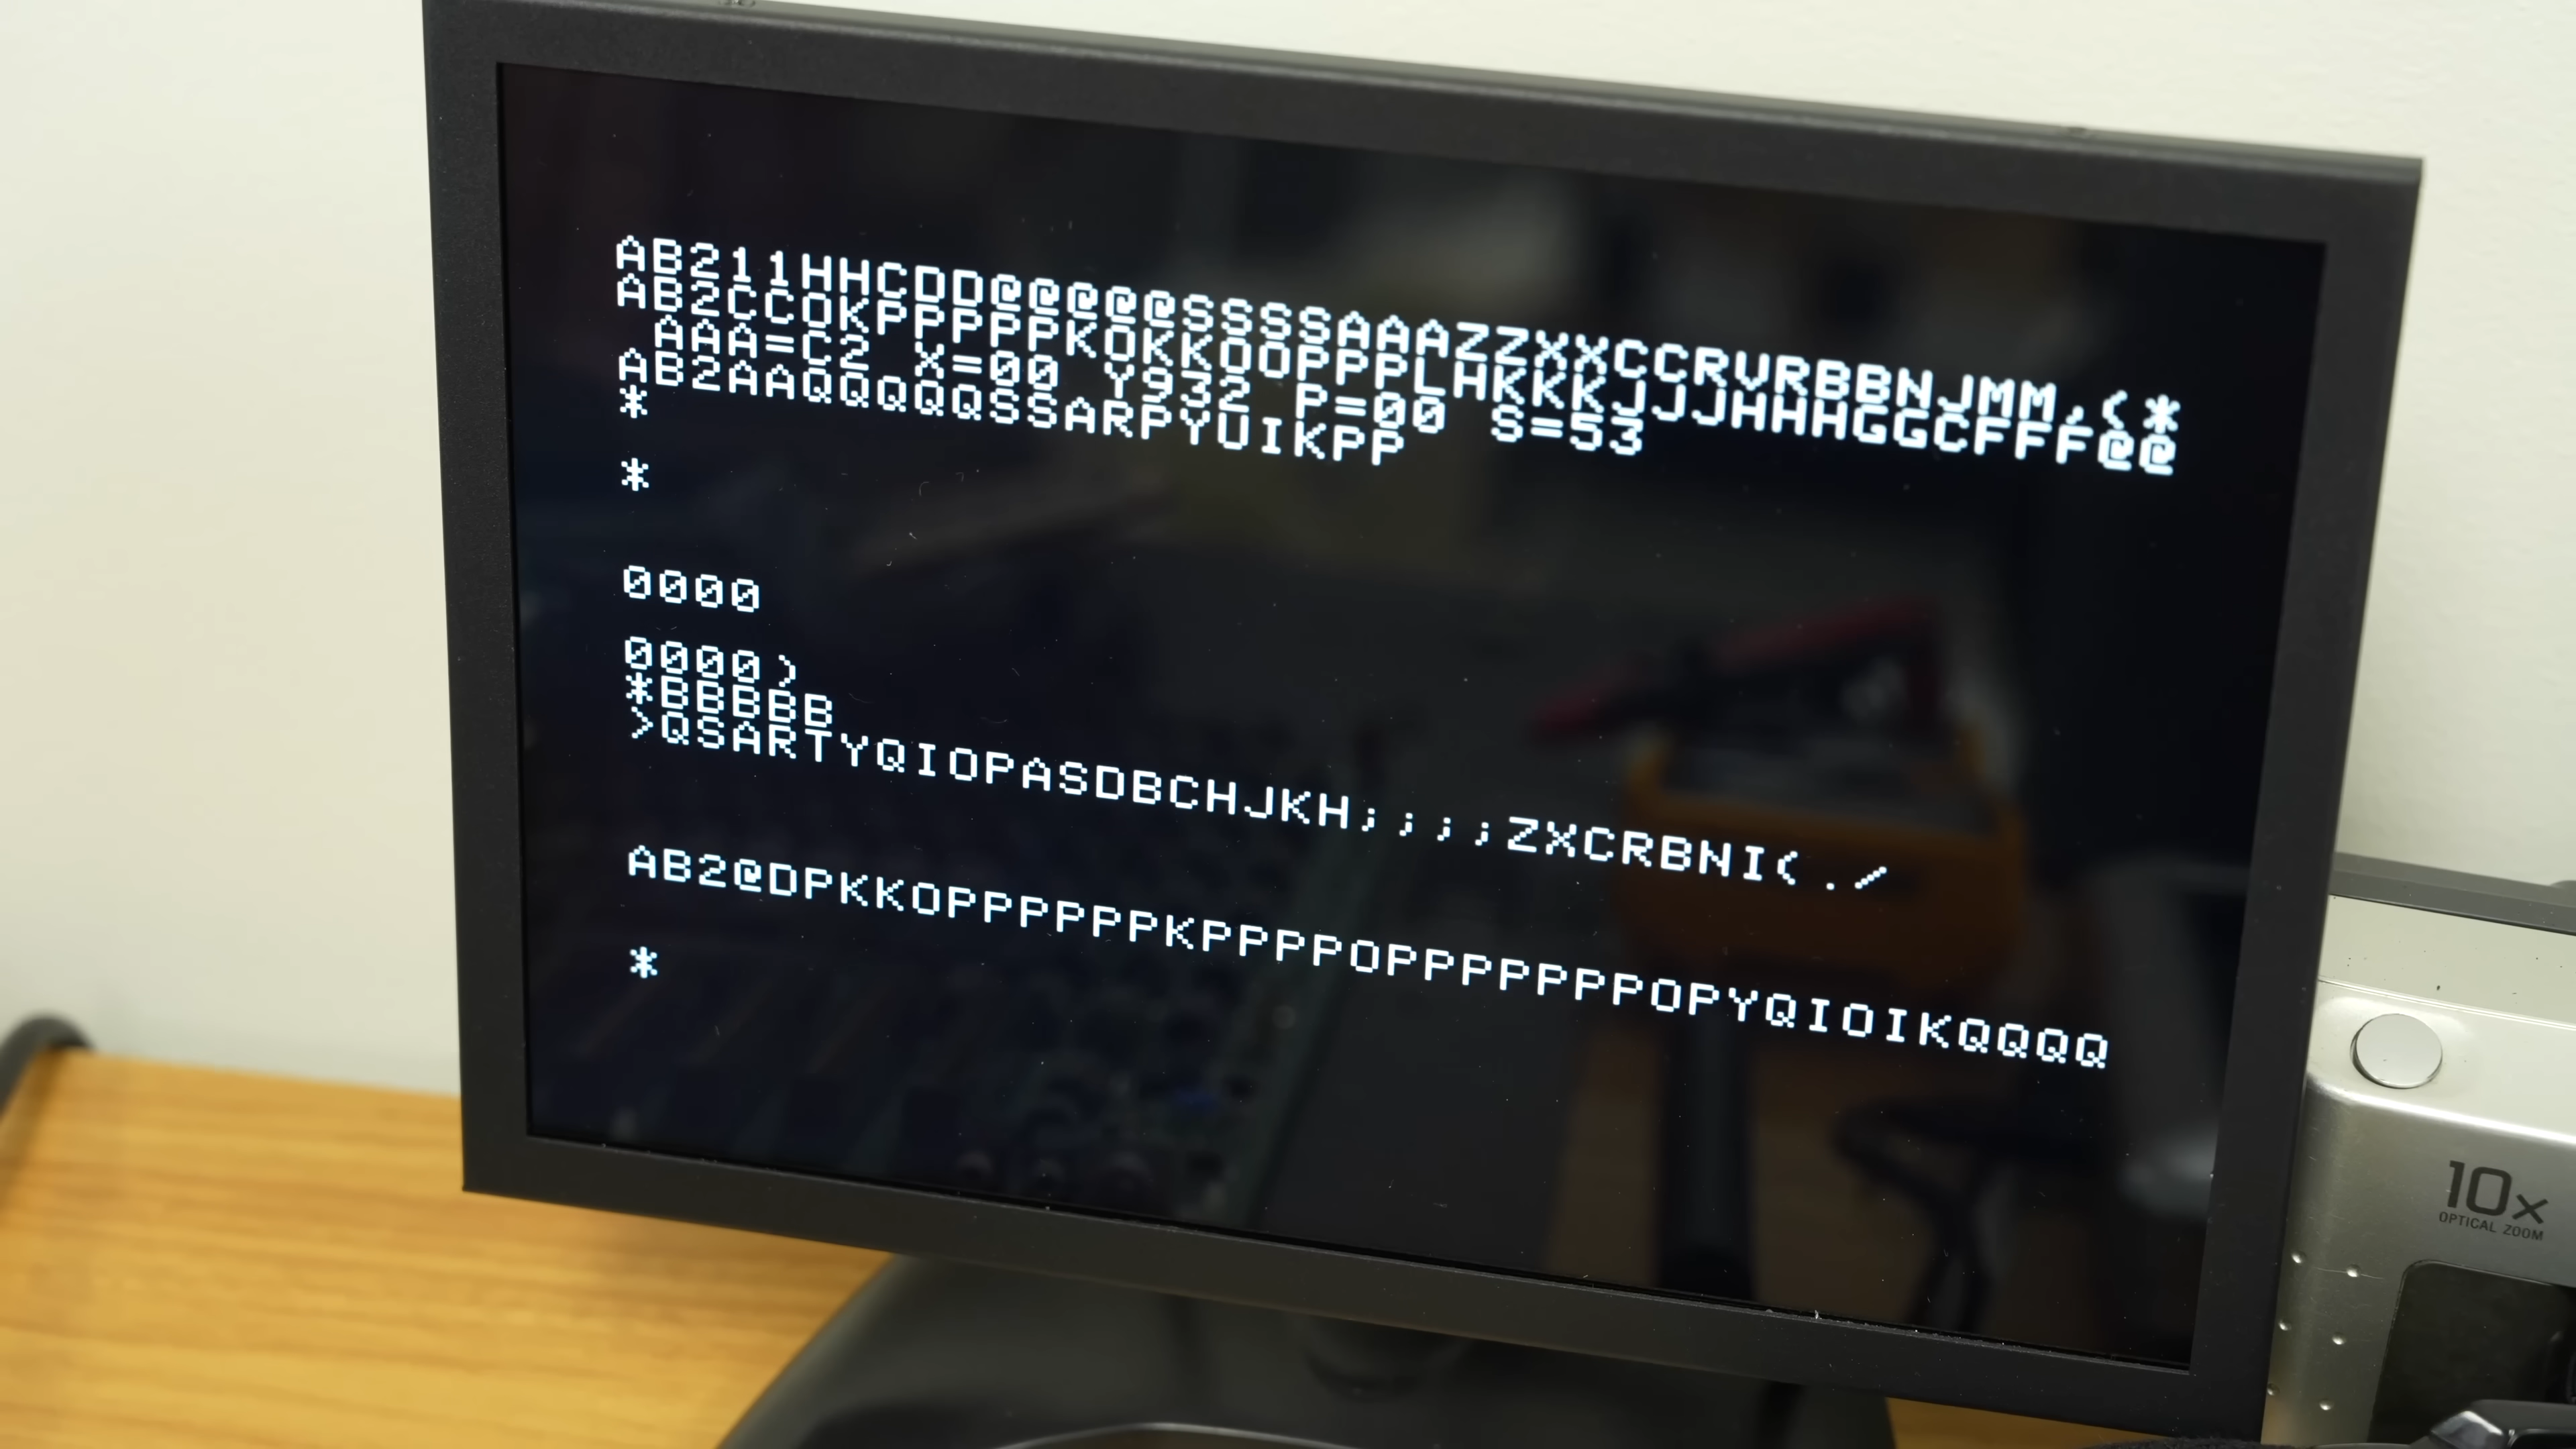 AB211HHCDD@@@@@SSSSAAAZZXXCCRVRBBNJMM,(*
AB2CCOKPPPPPKOKKOOPPPLHKKKJJJHHHGGCFFF@@
AAA=C2 X=00 Y932 P=00 S=53
AB2AAQQQQQSSARPYUIKPP
*
*
0000
0000)
*BBBBB
>QSARTYQIOPASDBCHJKH;;;;ZXCRBNI(./
AB2@DPKKOPPPPPPKPPPPOPPPPPPPOPYQIOIKQQQQ
*
10x
OPTICAL ZOOM